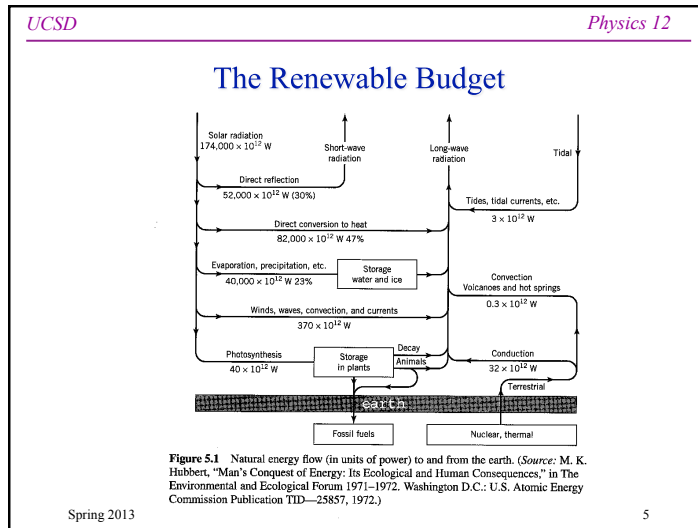 UCSD
Physics 12
The Renewable Budget
Solar radiation
174,000 × 10¹² W
Short-wave
radiation
Long-wave
radiation
Tidal
Direct reflection
52,000 × 10¹² W (30%)
Tides, tidal currents, etc.
3 × 10¹² W
Direct conversion to heat
82,000 × 10¹² W 47%
Evaporation, precipitation, etc.
40,000 × 10¹² W 23%
Storage
water and ice
Convection
Volcanoes and hot springs
0.3 × 10¹² W
Winds, waves, convection, and currents
370 × 10¹² W
Photosynthesis
40 × 10¹² W
Storage
in plants
Decay
Animals
Conduction
32 × 10¹² W
Terrestrial
earth
Fossil fuels
Nuclear, thermal
Figure 5.1 Natural energy flow (in units of power) to and from the earth. (Source: M. K.
Hubbert, “Man’s Conquest of Energy: Its Ecological and Human Consequences,” in The
Environmental and Ecological Forum 1971–1972. Washington D.C.: U.S. Atomic Energy
Commission Publication TID—25857, 1972.)
Spring 2013
5